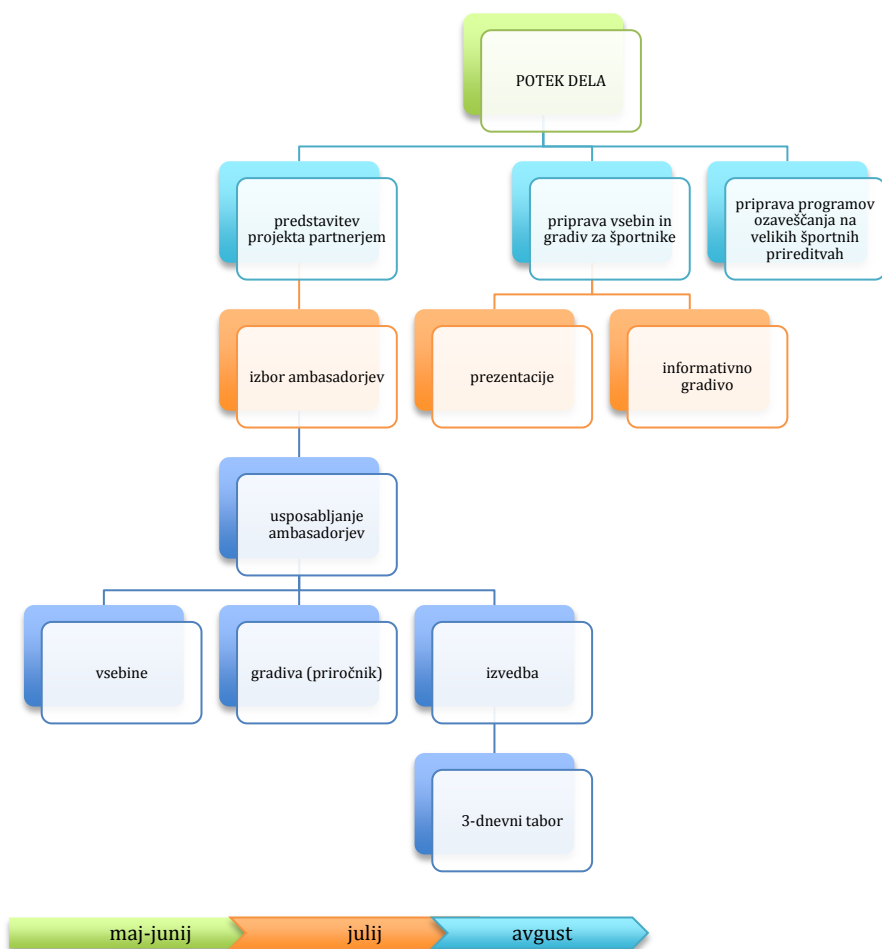 POTEK DELA
predstavitev
projekta partnerjem
priprava vsebin in
gradiv za športnike
priprava programov
ozaveščanja na
velikih športnih
prireditvah
izbor ambasadorjev
prezentacije
informativno
gradivo
usposabljanje
ambasadorjev
vsebine
gradiva (priročnik)
izvedba
3-dnevni tabor
maj-junij
julij
avgust